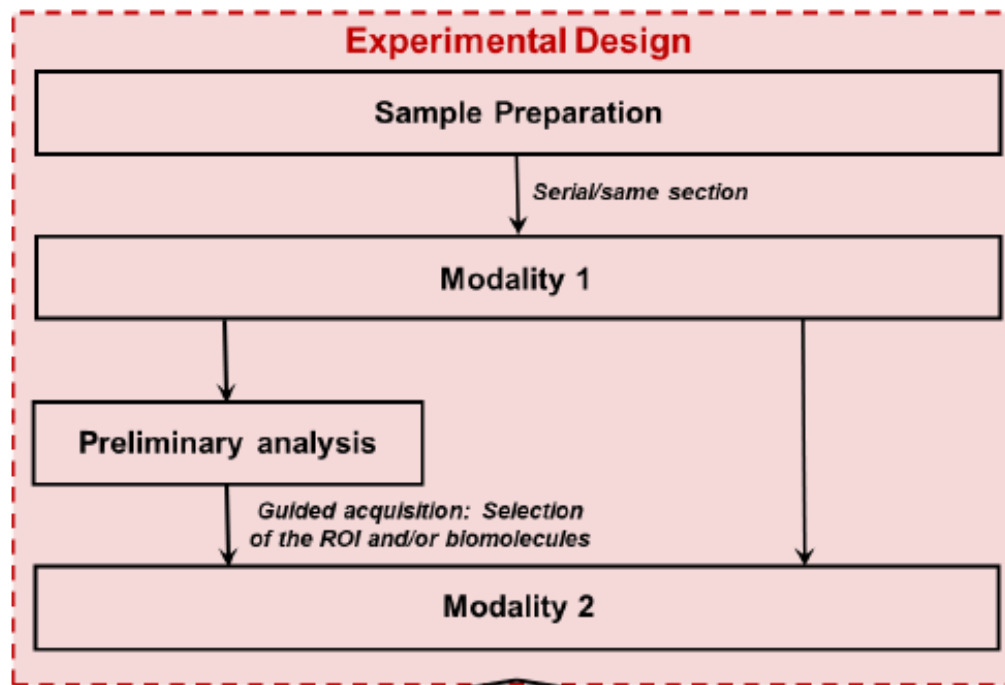 Experimental Design
Sample Preparation
Serial/same section
Modality 1
Preliminary analysis
Guided acquisition: Selection
of the ROI and/or biomolecules
Modality 2